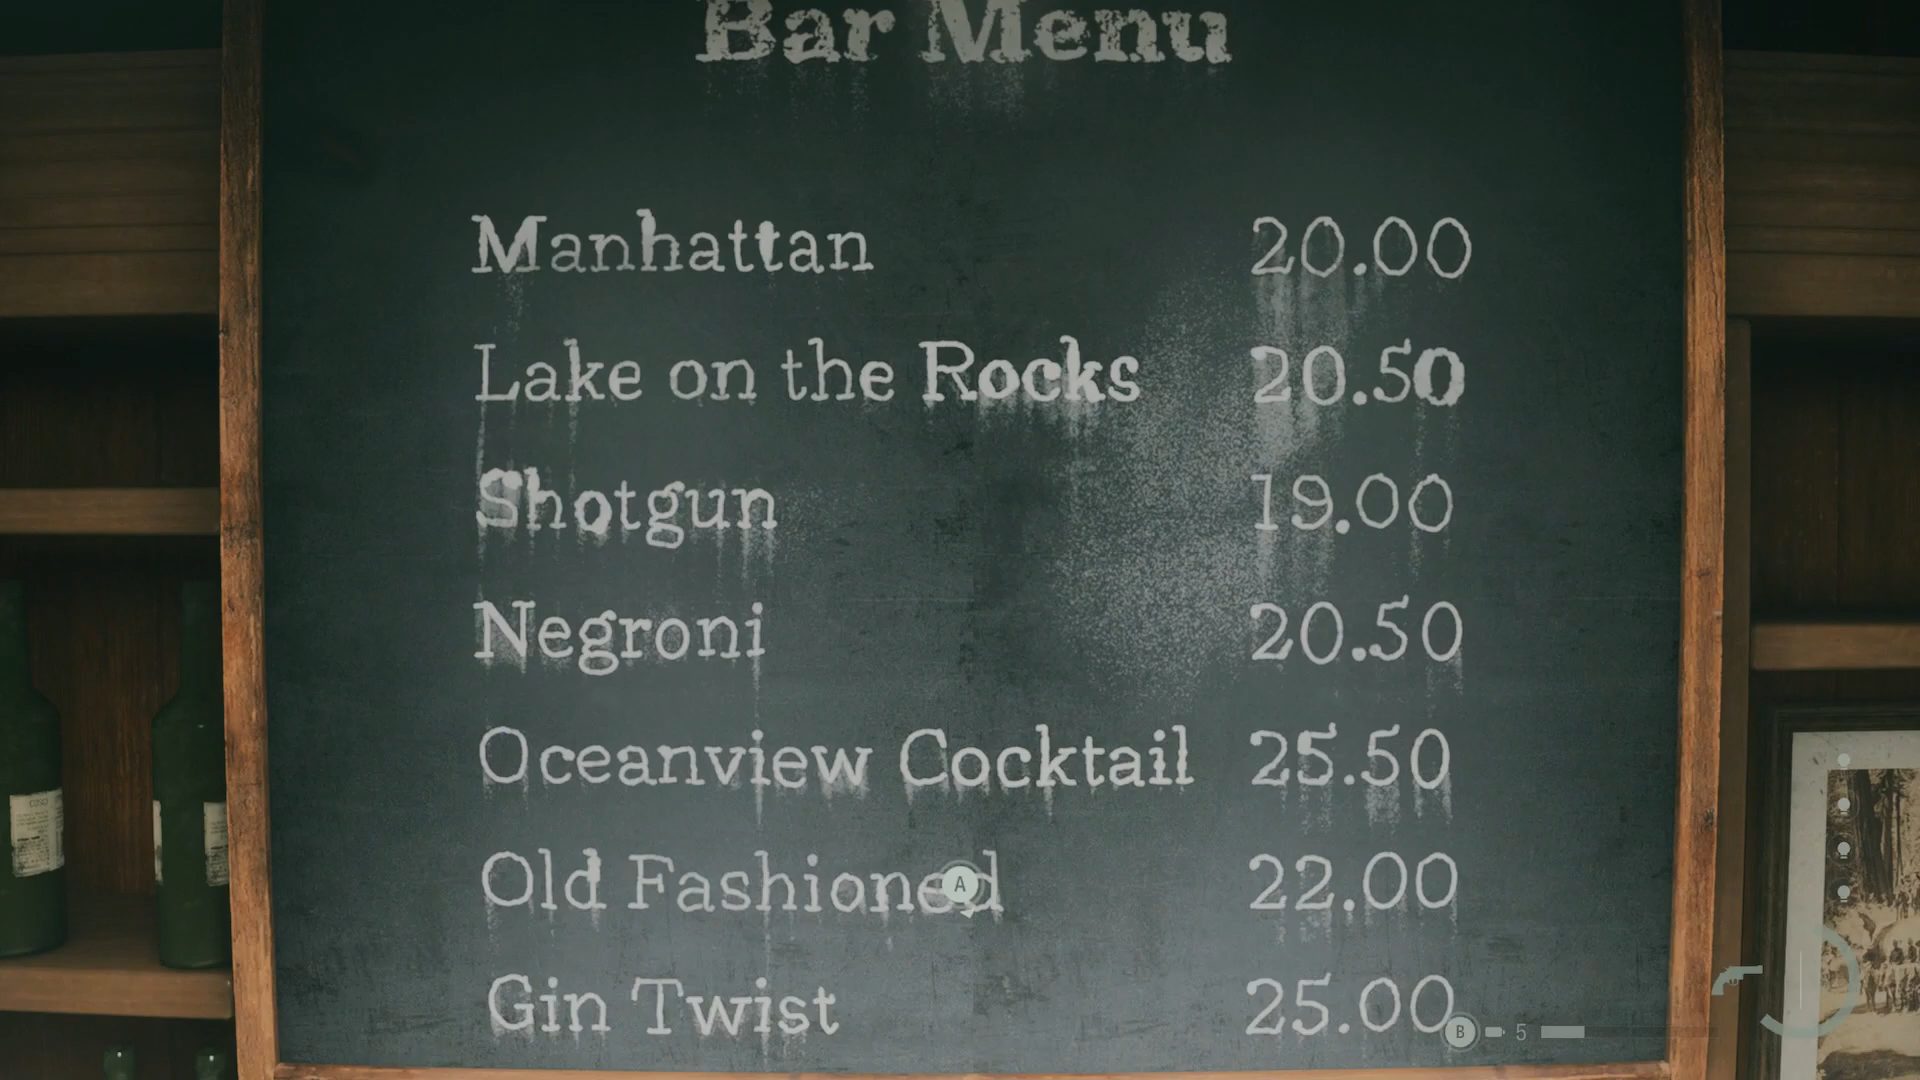 Bar Menu
Manhattan 20.00
Lake on the Rocks 20.50
Shotgun 19.00
Negroni 20.50
Oceanview Cocktail 25.50
Old Fashioned 22.00
A
Gin Twist 25.00
B 5